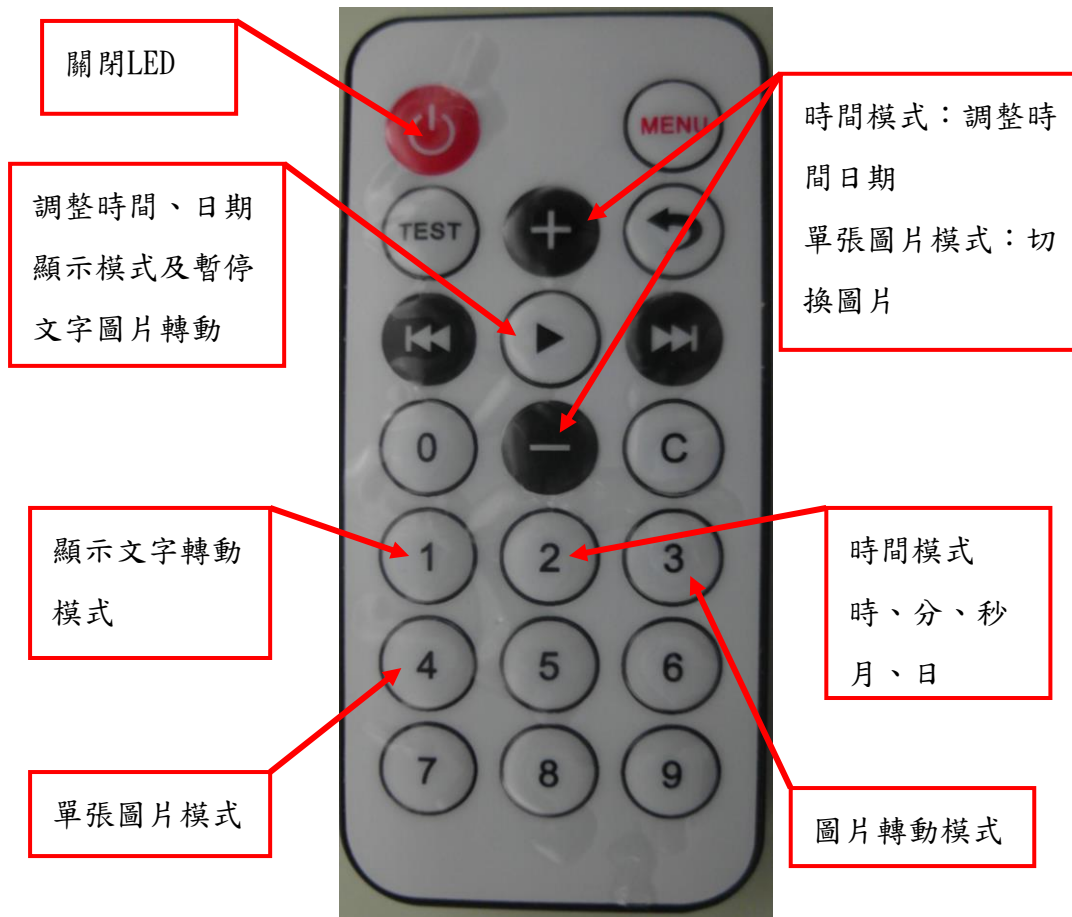 關閉LED
調整時間、日期
顯示模式及暫停
文字圖片轉動
顯示文字轉動
模式
單張圖片模式
MENU
TEST
+
0
−
C
1
2
3
4
5
6
7
8
9
時間模式：調整時
間日期
單張圖片模式：切
換圖片
時間模式
時、分、秒
月、日
圖片轉動模式